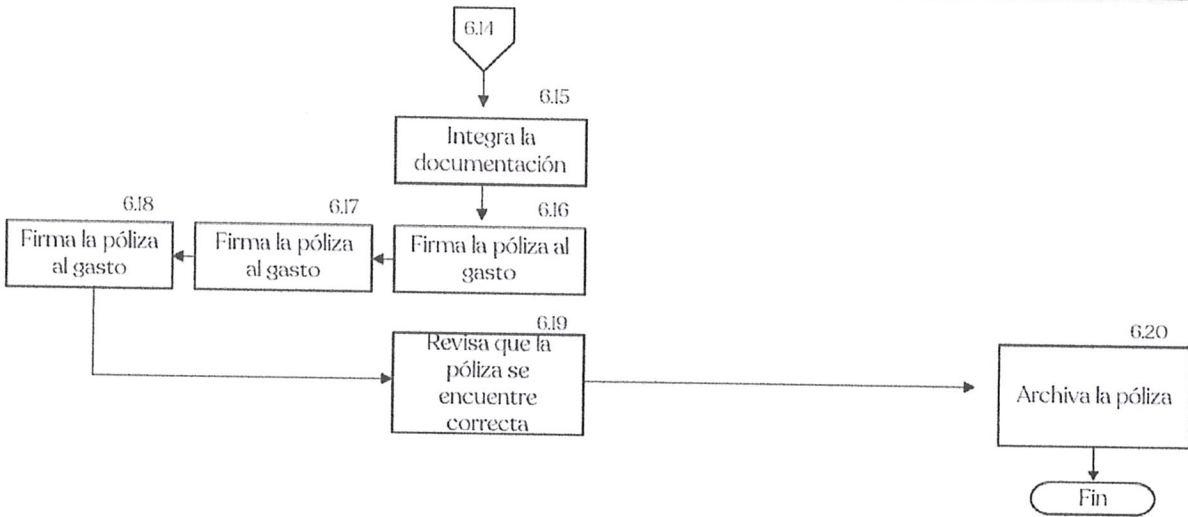 6.14
6.15
Integra la
documentación
6.18
6.17
6.16
Firma la póliza
al gasto
Firma la póliza
al gasto
Firma la póliza al
gasto
6.19
Revisa que la
póliza se
encuentre
correcta
6.20
Archiva la póliza
Fin